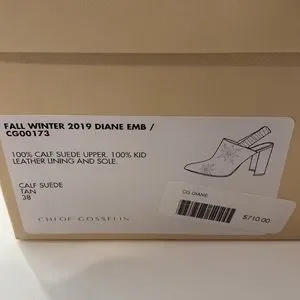 FALL WINTER 2019 DIANE EMB /
CG00173
100% CALF SUEDE UPPER. 100% KID
LEATHER LINING AND SOLE.
CALF SUEDE
TAN
38
CHLOE GOSSELIN
CG DIANE
$710.00